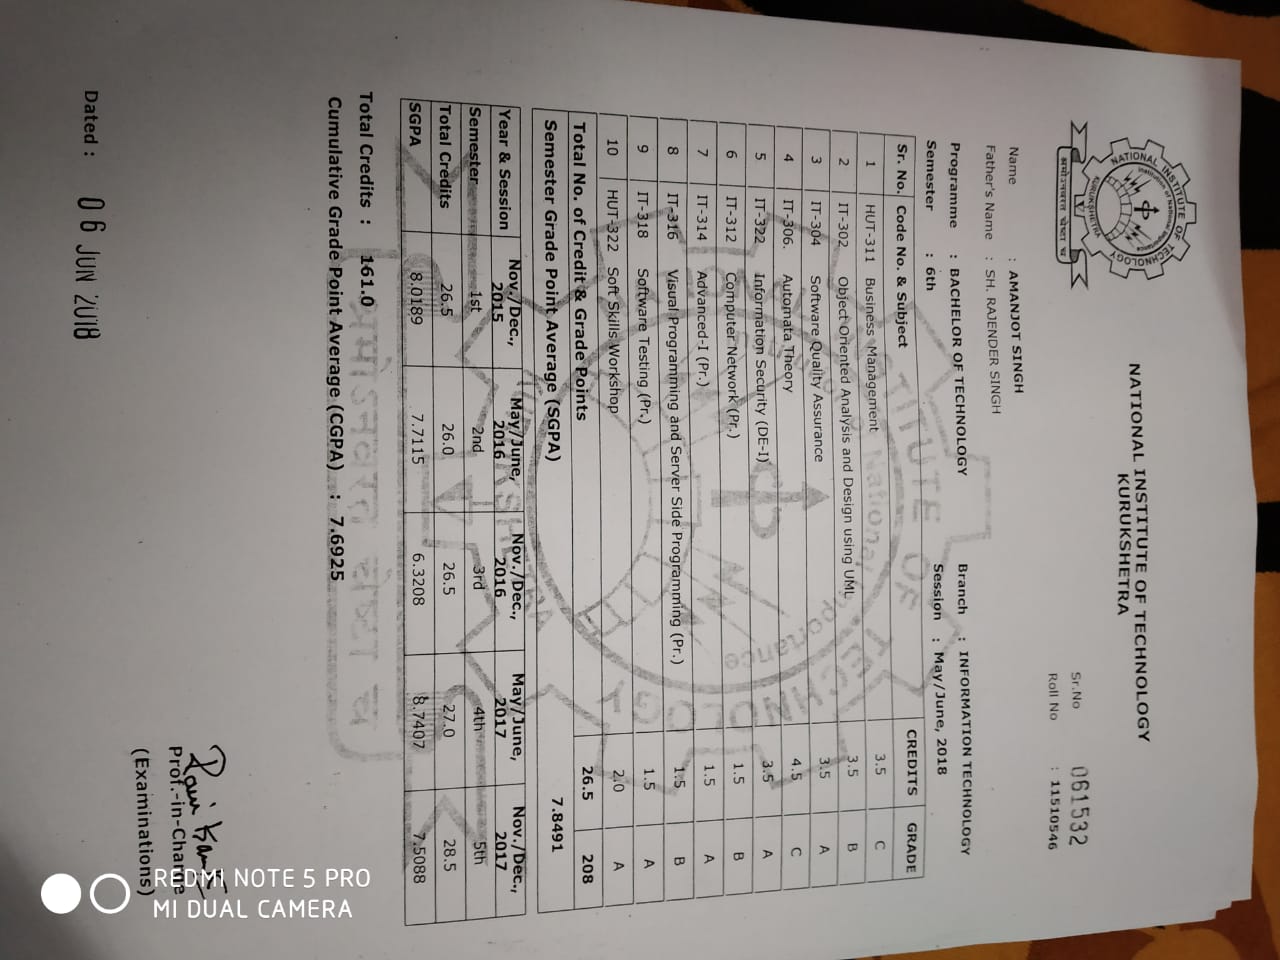 NATIONAL INSTITUTE OF TECHNOLOGY
KURUKSHETRA
Sr.No 061532
Roll No : 11510546
Name : AMANJOT SINGH
Father's Name : SH. RAJENDER SINGH
Programme : BACHELOR OF TECHNOLOGY Branch : INFORMATION TECHNOLOGY
Semester : 6th Session : May/June, 2018
Sr. No. Code No. & Subject CREDITS GRADE
1 HUT-311 Business Management 3.5 C
2 IT-302 Object Oriented Analysis and Design using UML 3.5 B
3 IT-304 Software Quality Assurance 3.5 A
4 IT-306. Automata Theory 4.5 C
5 IT-322 Information Security (DE-I) 3.5 A
6 IT-312 Computer Network (Pr.) 1.5 B
7 IT-314 Advanced-I (Pr.) 1.5 A
8 IT-316 Visual Programming and Server Side Programming (Pr.) 1.5 B
9 IT-318 Software Testing (Pr.) 1.5 A
10 HUT-322 Soft Skills Workshop 2.0 A
Total No. of Credit & Grade Points 26.5 208
Semester Grade Point Average (SGPA) 7.8491
Year & Session Nov./Dec., 2015 May/June, 2016 Nov./Dec., 2016 May/June, 2017 Nov./Dec., 2017
Semester 1st 2nd 3rd 4th 5th
Total Credits 26.5 26.0 26.5 27.0 28.5
SGPA 8.0189 7.7115 6.3208 8.7407 7.5088
Total Credits : 161.0
Cumulative Grade Point Average (CGPA) : 7.6925
Dated : 06 JUN 2018
Prof.-in-Charge
(Examinations)
REDMI NOTE 5 PRO
MI DUAL CAMERA